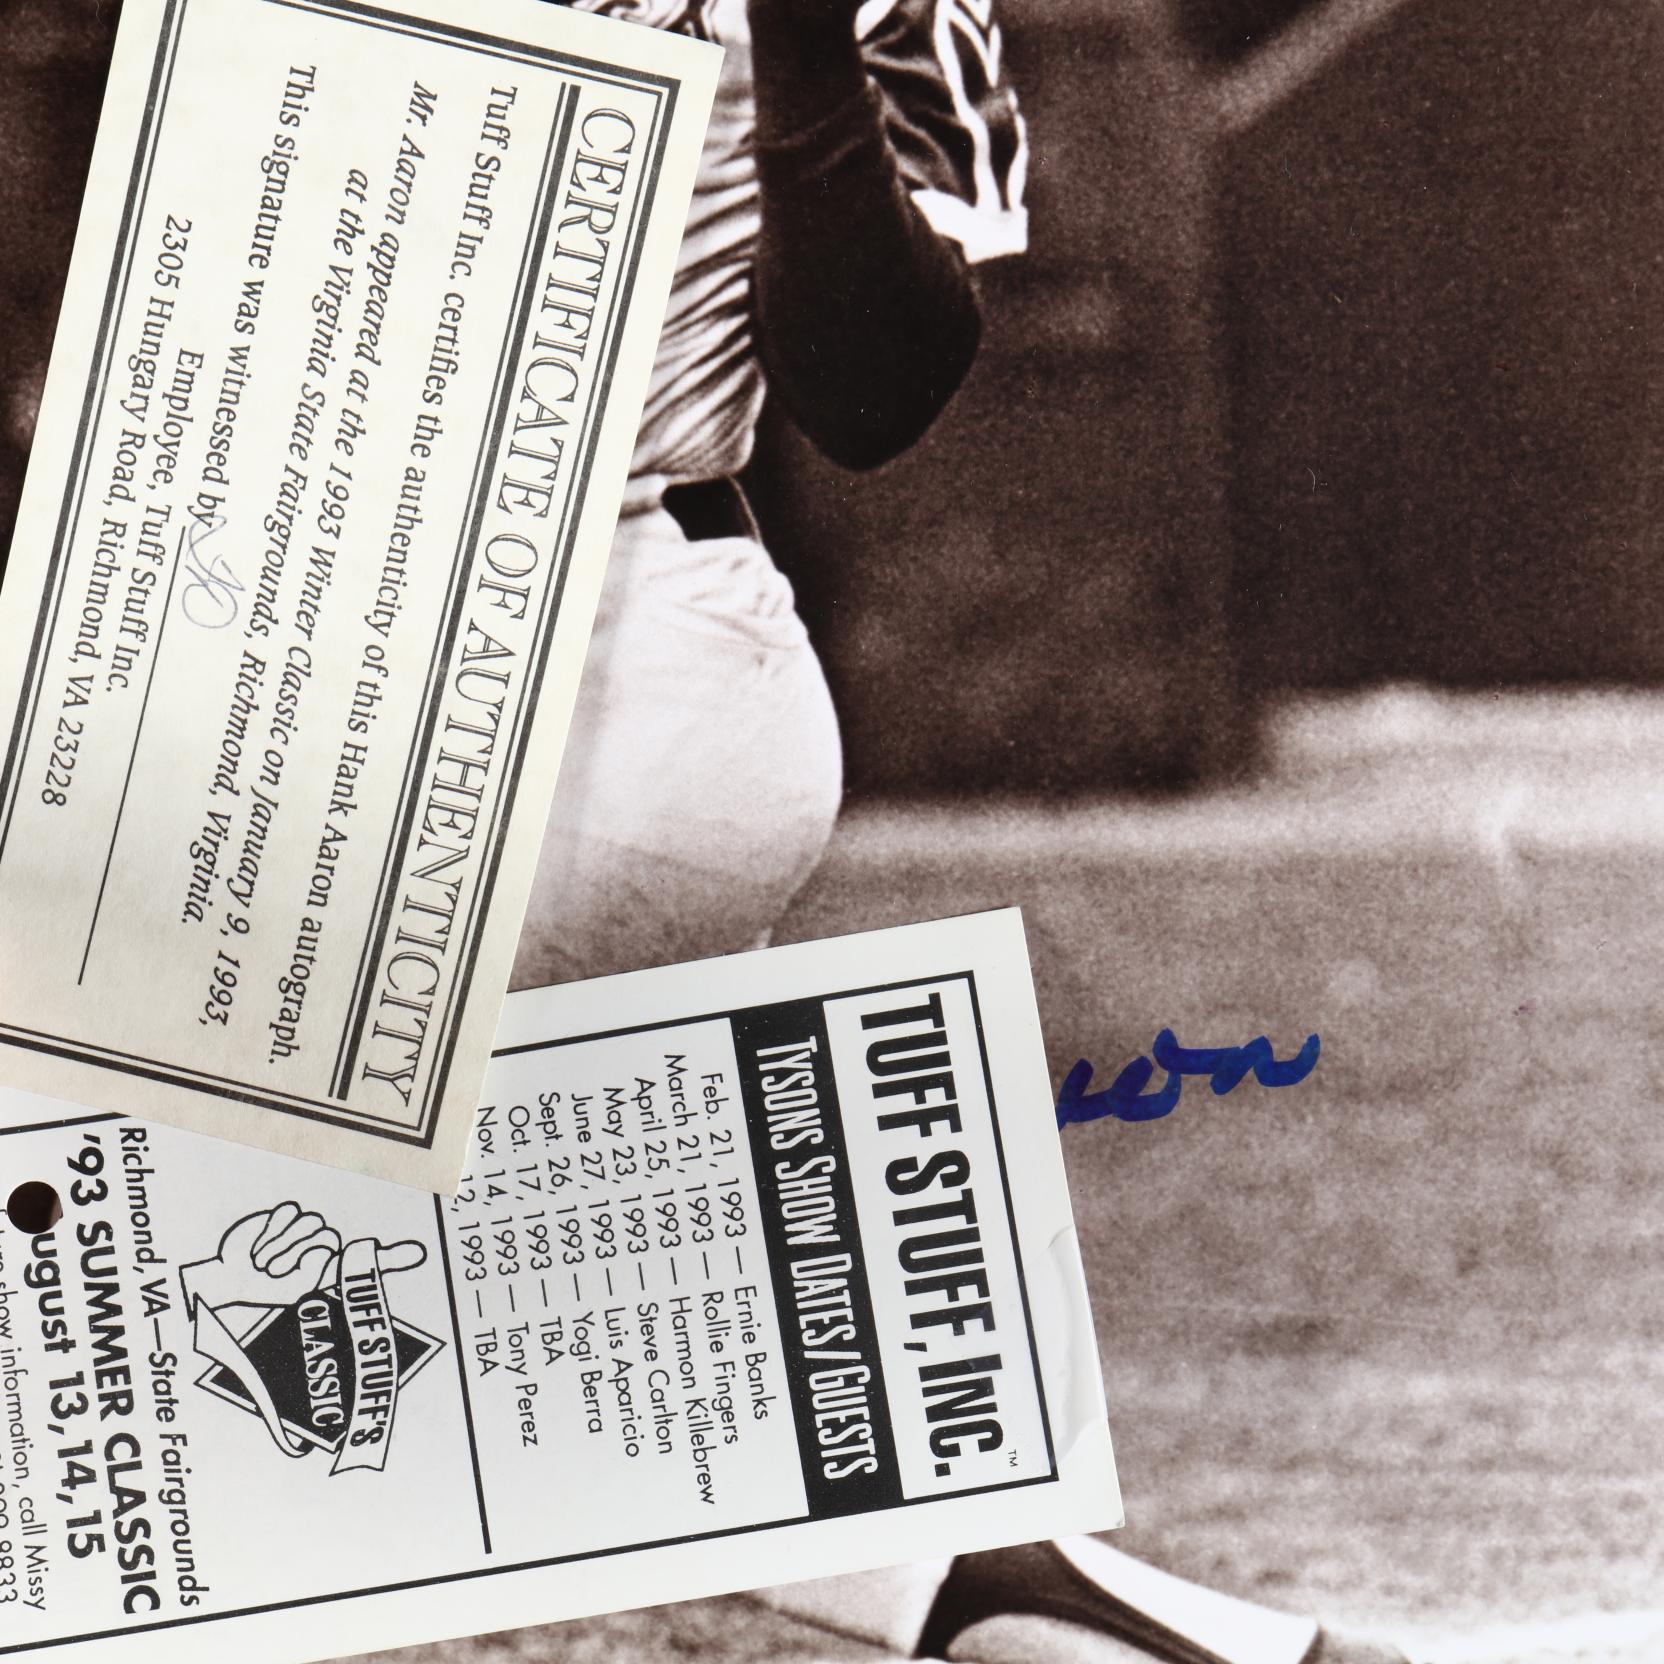 CERTIFICATE OF AUTHENTICITY
Tuff Stuff Inc. certifies the authenticity of this Hank Aaron autograph.
Mr. Aaron appeared at the 1993 Winter Classic on January 9, 1993,
at the Virginia State Fairgrounds, Richmond, Virginia.
This signature was witnessed by
Employee, Tuff Stuff Inc.
2305 Hungary Road, Richmond, VA 23228
TUFF STUFF, INC.™
TYSONS SHOW DATES/GUESTS
Feb. 21, 1993 — Ernie Banks
March 21, 1993 — Rollie Fingers
April 25, 1993 — Harmon Killebrew
May 23, 1993 — Steve Carlton
June 27, 1993 — Luis Aparicio
Sept. 26, 1993 — Yogi Berra
Oct. 17, 1993 — TBA
Nov. 14, 1993 — Tony Perez
12, 1993 — TBA
TUFF STUFF'S
CLASSIC
Richmond, VA—State Fairgrounds
'93 SUMMER CLASSIC
ugust 13, 14, 15
show information, call Missy
9833